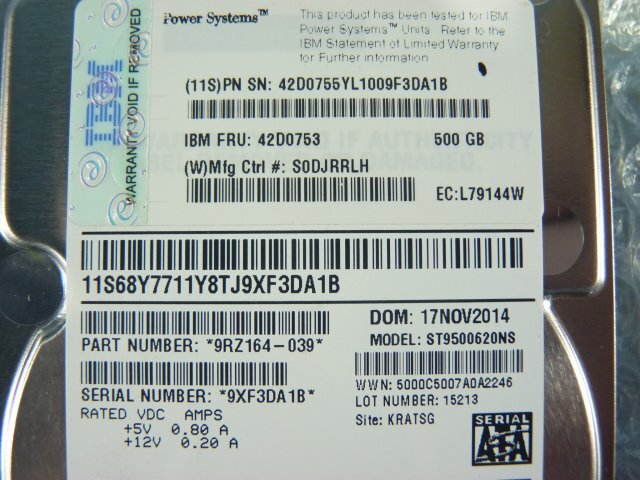 Power Systems™
This product has been tested for IBM
Power Systems™ Units. Refer to the
IBM Statement of Limited Warranty
for Further information
WARRANTY VOID IF REMOVED
IBM
(11S)PN SN: 42D0755YL1009F3DA1B
IBM FRU: 42D0753 500 GB
(W)Mfg Ctrl #: S0DJRRLH
EC:L79144W
11S68Y7711Y8TJ9XF3DA1B
DOM: 17NOV2014
PART NUMBER: *9RZ164-039*
MODEL: ST9500620NS
WWN: 5000C5007A0A2246
SERIAL NUMBER: *9XF3DA1B*
LOT NUMBER: 15213
RATED VDC AMPS
Site: KRATSG
+5V 0.80 A
+12V 0.20 A
SERIAL
ATA